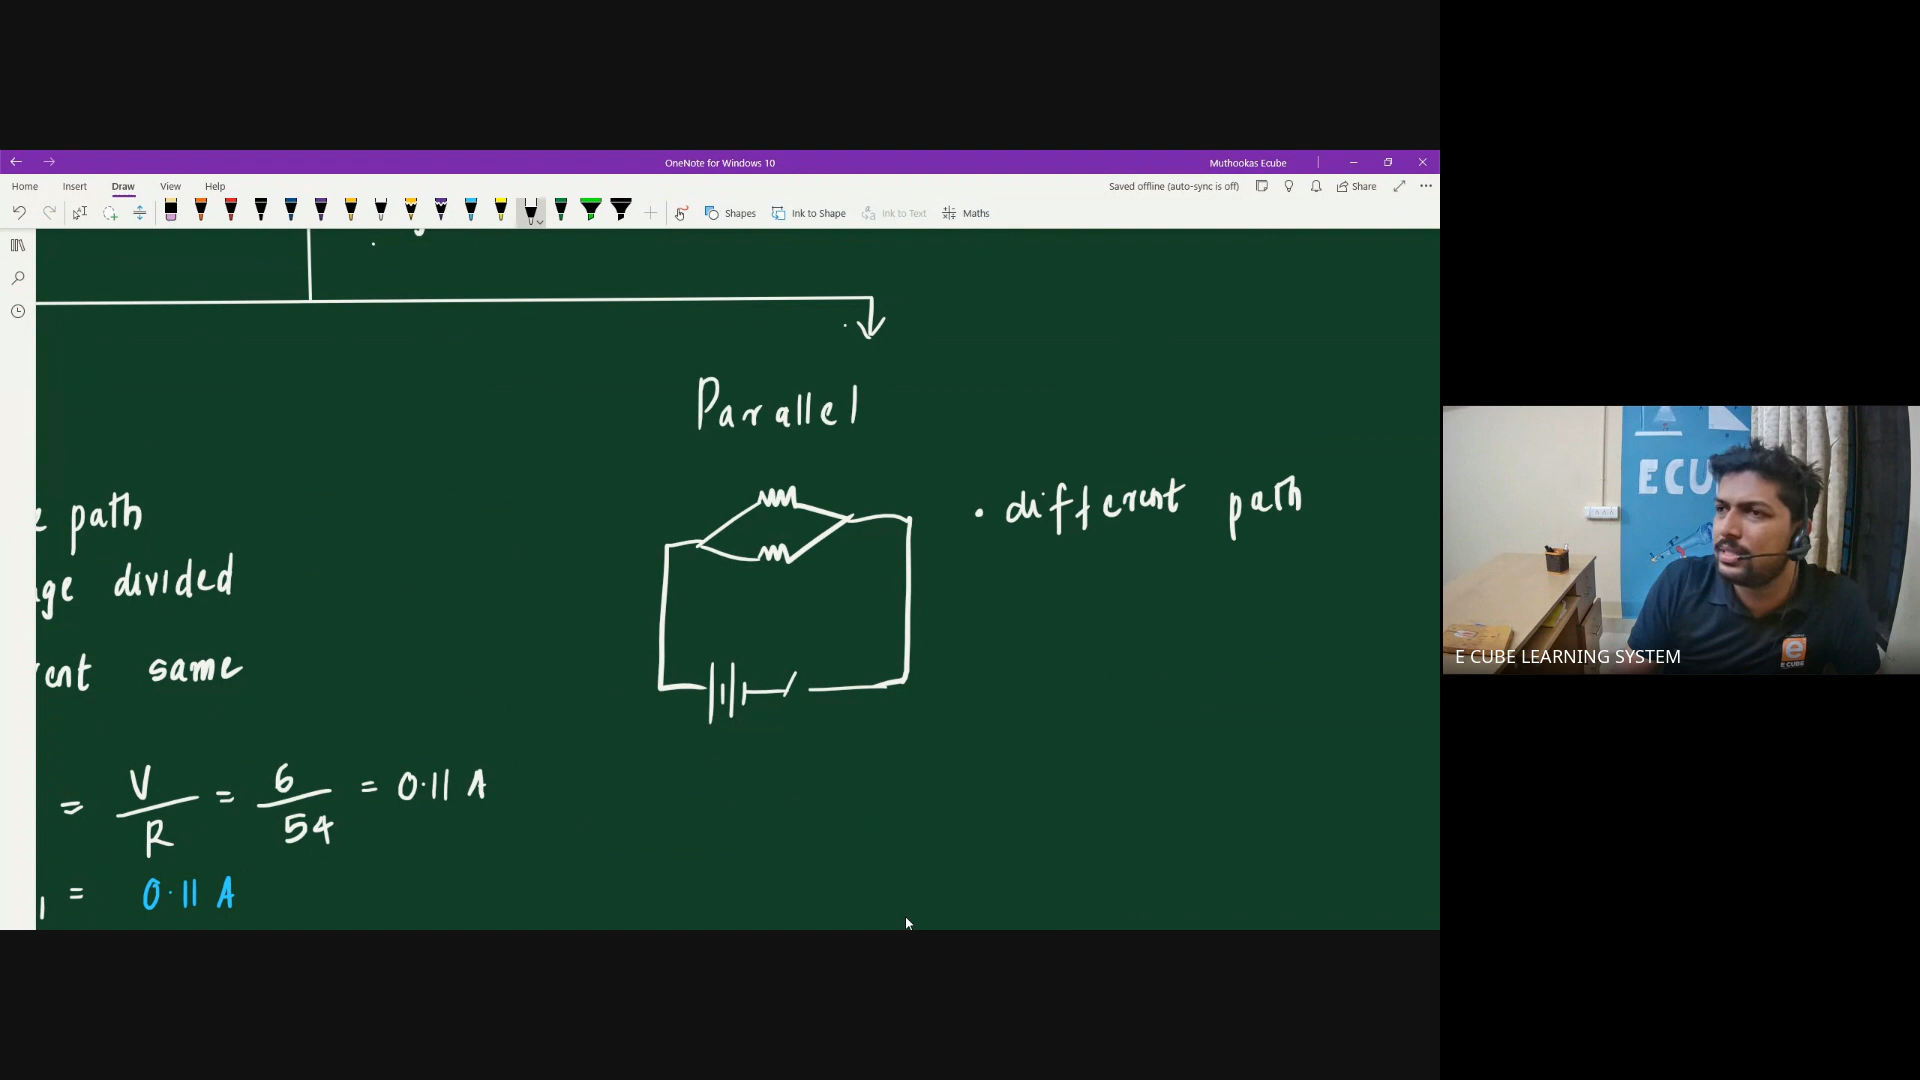 OneNote for Windows 10
Muthookas Ecube
Home Insert Draw View Help
Saved offline (auto-sync is off) Share
Shapes Ink to Shape Ink to Text Maths
Parallel
path
divided
same
• different path
= V/R = 6/54 = 0.11 A
= 0.11 A
ECU
E CUBE
E CUBE LEARNING SYSTEM